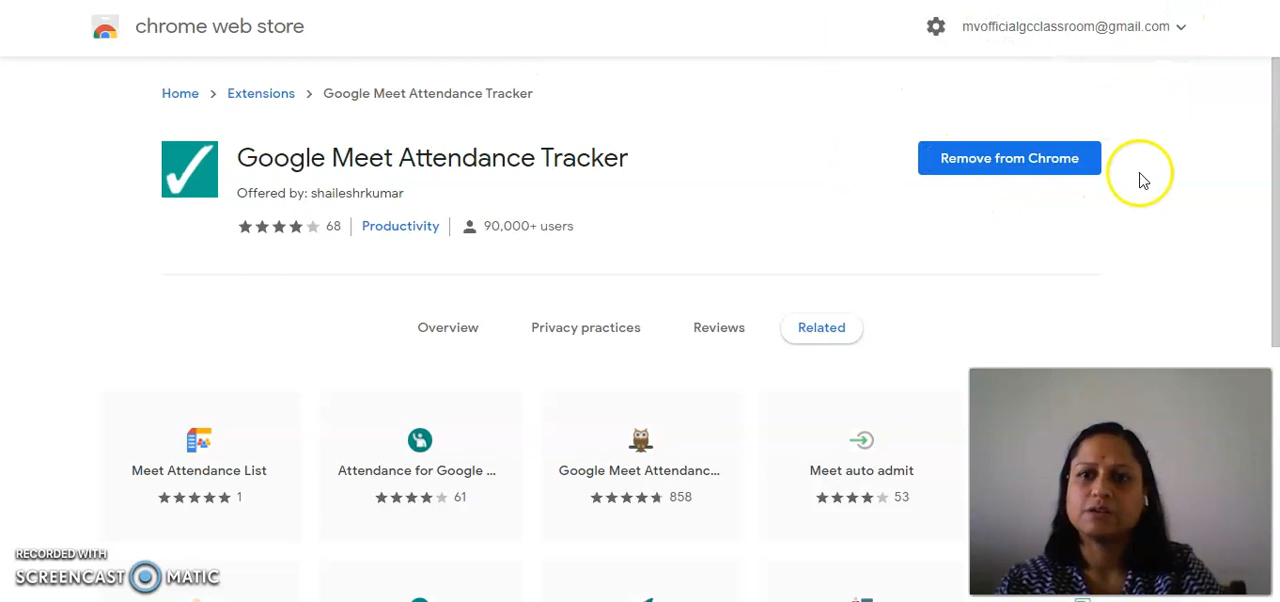 chrome web store
mvofficialgcclassroom@gmail.com
Home > Extensions > Google Meet Attendance Tracker
Google Meet Attendance Tracker
Remove from Chrome
Offered by: shaileshrkumar
68 | Productivity | 90,000+ users
Overview Privacy practices Reviews Related
Meet Attendance List
1
Attendance for Google ...
61
Google Meet Attendanc...
858
Meet auto admit
53
RECORDED WITH
SCREENCAST MATIC